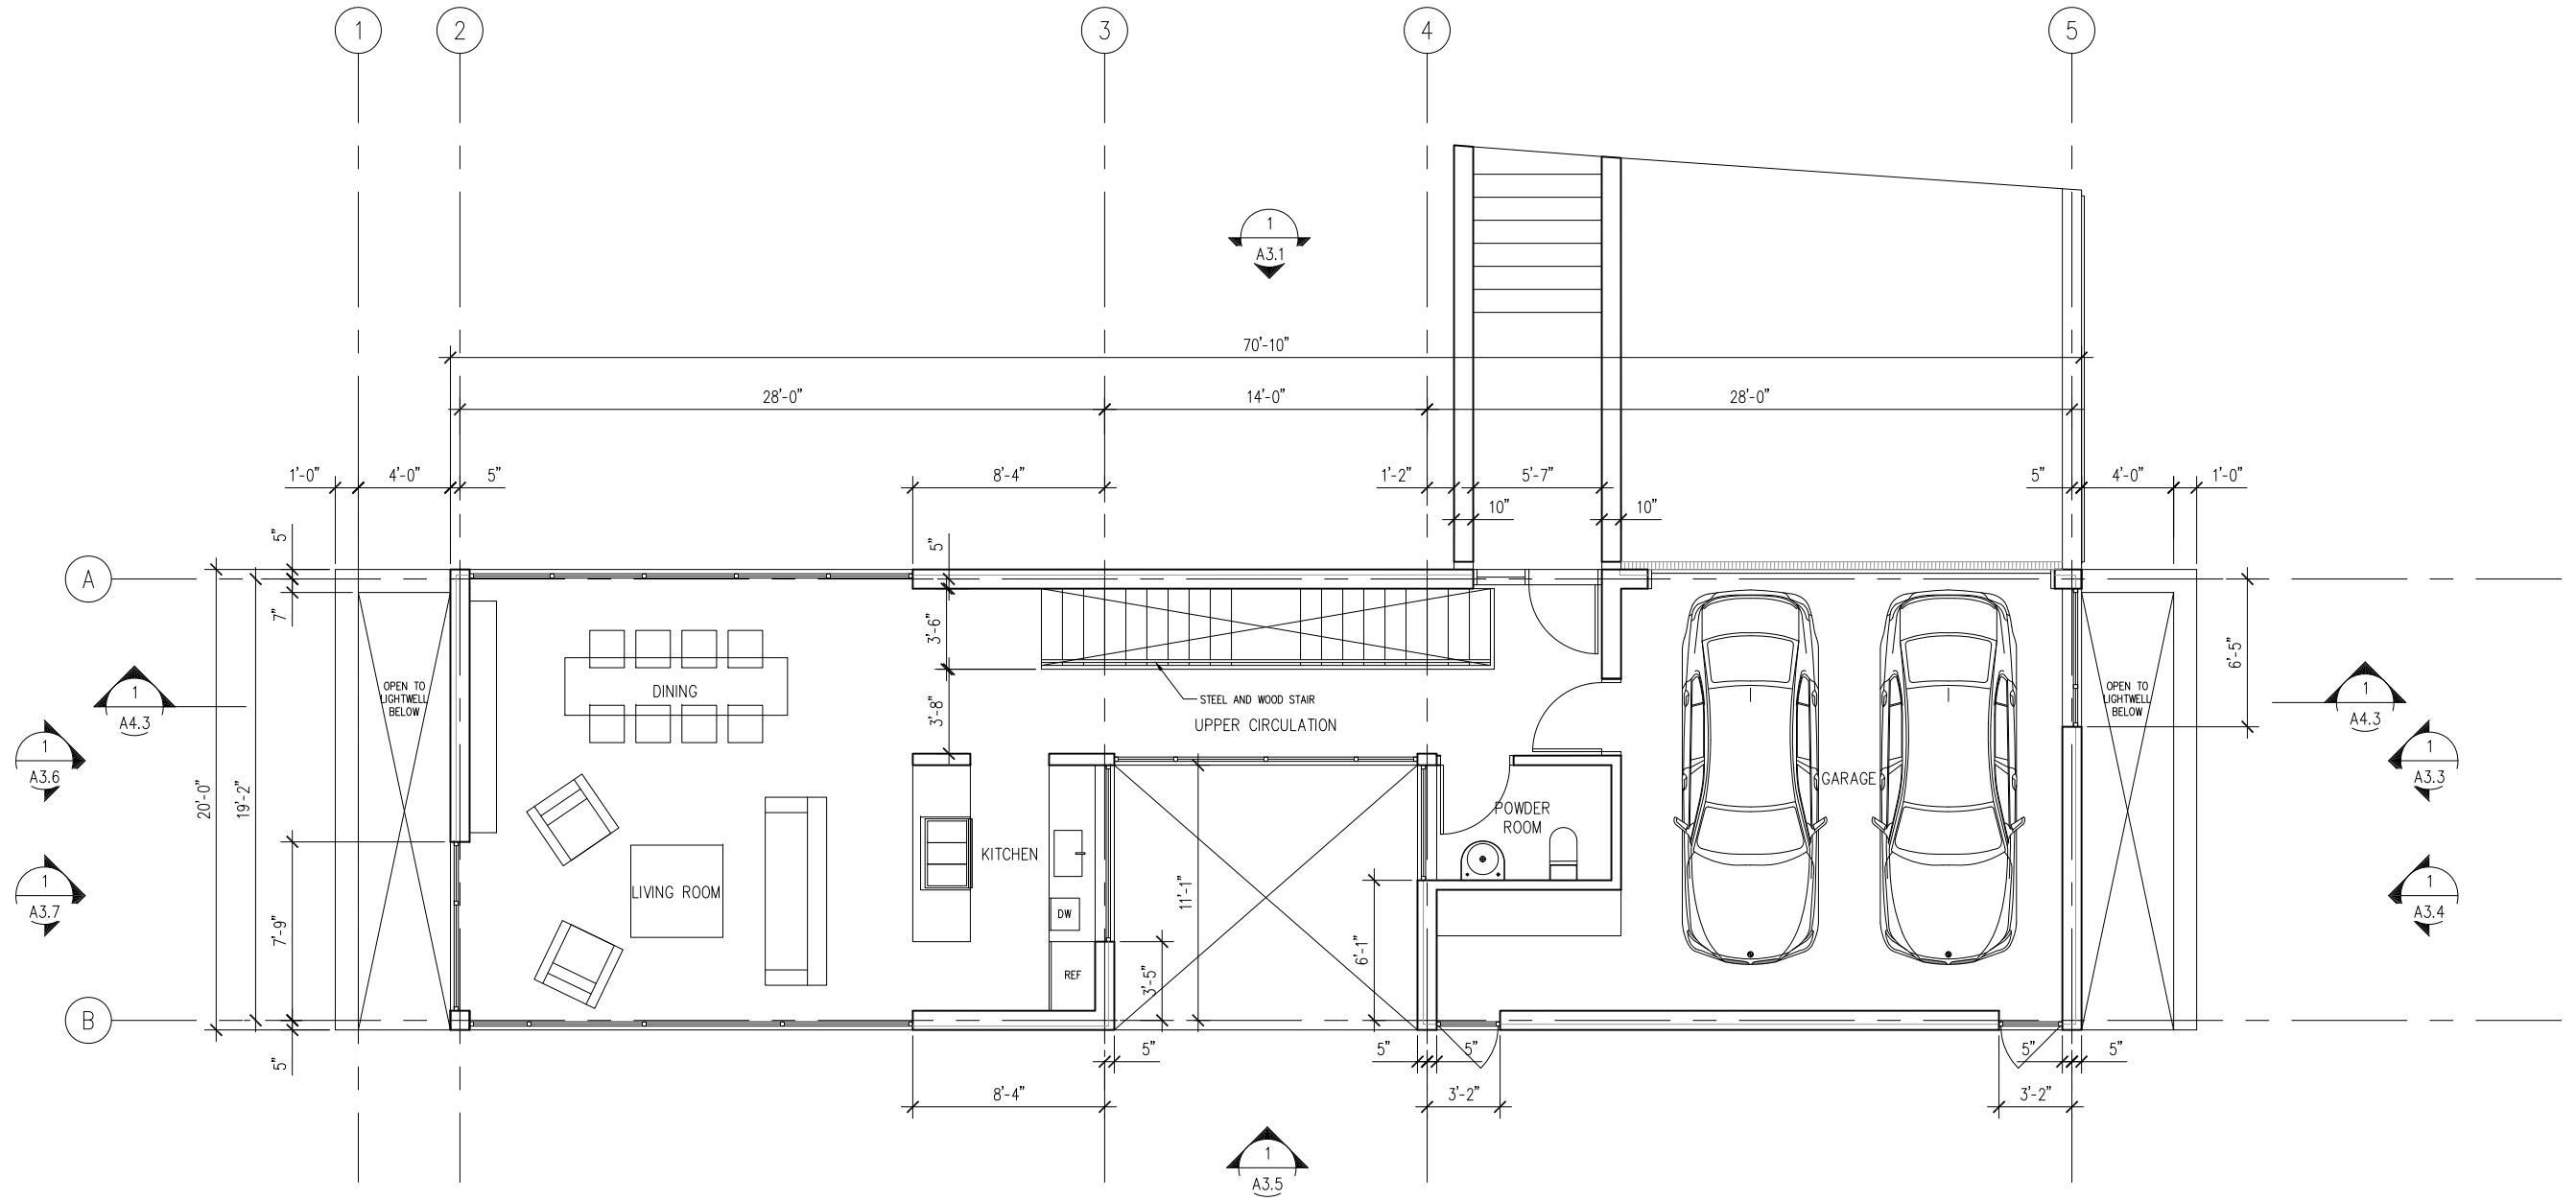 1 2 3 4 5
1
A3.1
70'-10"
28'-0" 14'-0" 28'-0"
1'-0" 4'-0" 5" 8'-4" 1'-2" 5'-7" 5" 4'-0" 1'-0"
10" 10"
5"
5"
A
7"
3'-6"
6'-5"
OPEN TO
LIGHTWELL
BELOW
DINING
STEEL AND WOOD STAIR
OPEN TO
LIGHTWELL
BELOW
1
A4.3
1
A4.3
3'-8"
UPPER CIRCULATION
1
A3.6
1
A3.3
20'-0"
19'-2"
GARAGE
POWDER
ROOM
KITCHEN
LIVING ROOM
11'-1"
1
A3.7
1
A3.4
DW
7'-9"
6'-1"
REF
3'-5"
B
5"
5" 5" 5" 5" 5"
8'-4" 3'-2" 3'-2"
1
A3.5